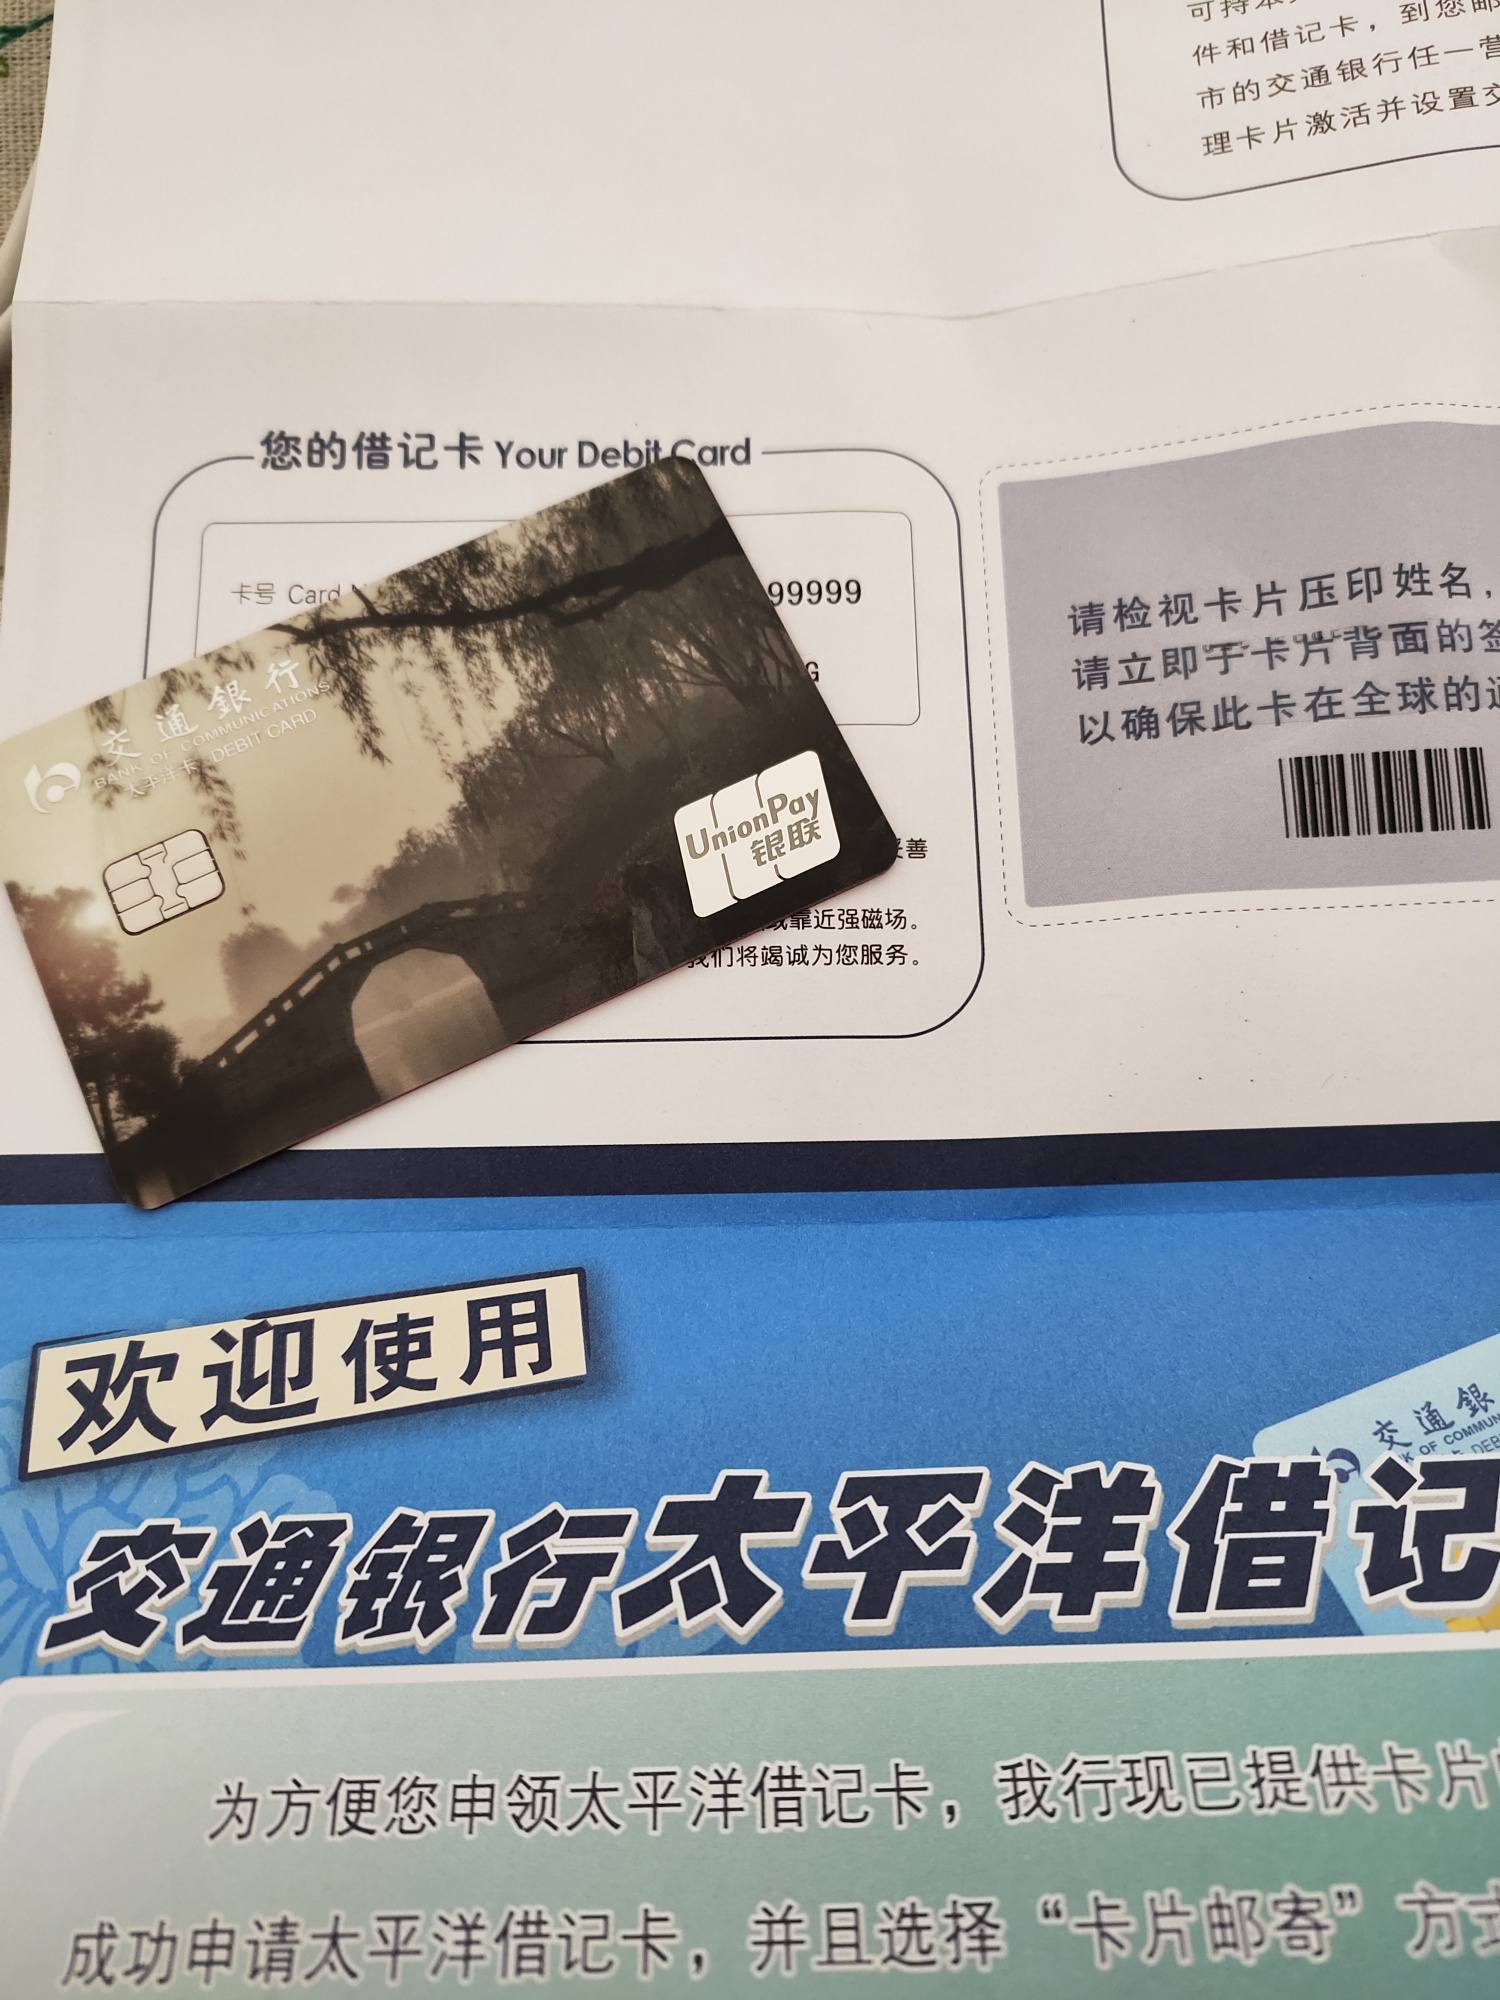 可持本
件和借记卡，到您邮
市的交通银行任一营
理卡片激活并设置交
您的借记卡 Your Debit Card
卡号 Card
99999
G
善
或靠近强磁场。
我们将竭诚为您服务。
请检视卡片压印姓名，
请立即于卡片背面的签
以确保此卡在全球的通
交通銀行
BANK OF COMMUNICATIONS
太平洋卡 DEBIT CARD
UnionPay
银联
欢迎使用
交通銀
OF COMMUN
DEB
交通银行太平洋借记
为方便您申领太平洋借记卡，我行现已提供卡片
成功申请太平洋借记卡，并且选择“卡片邮寄”方式